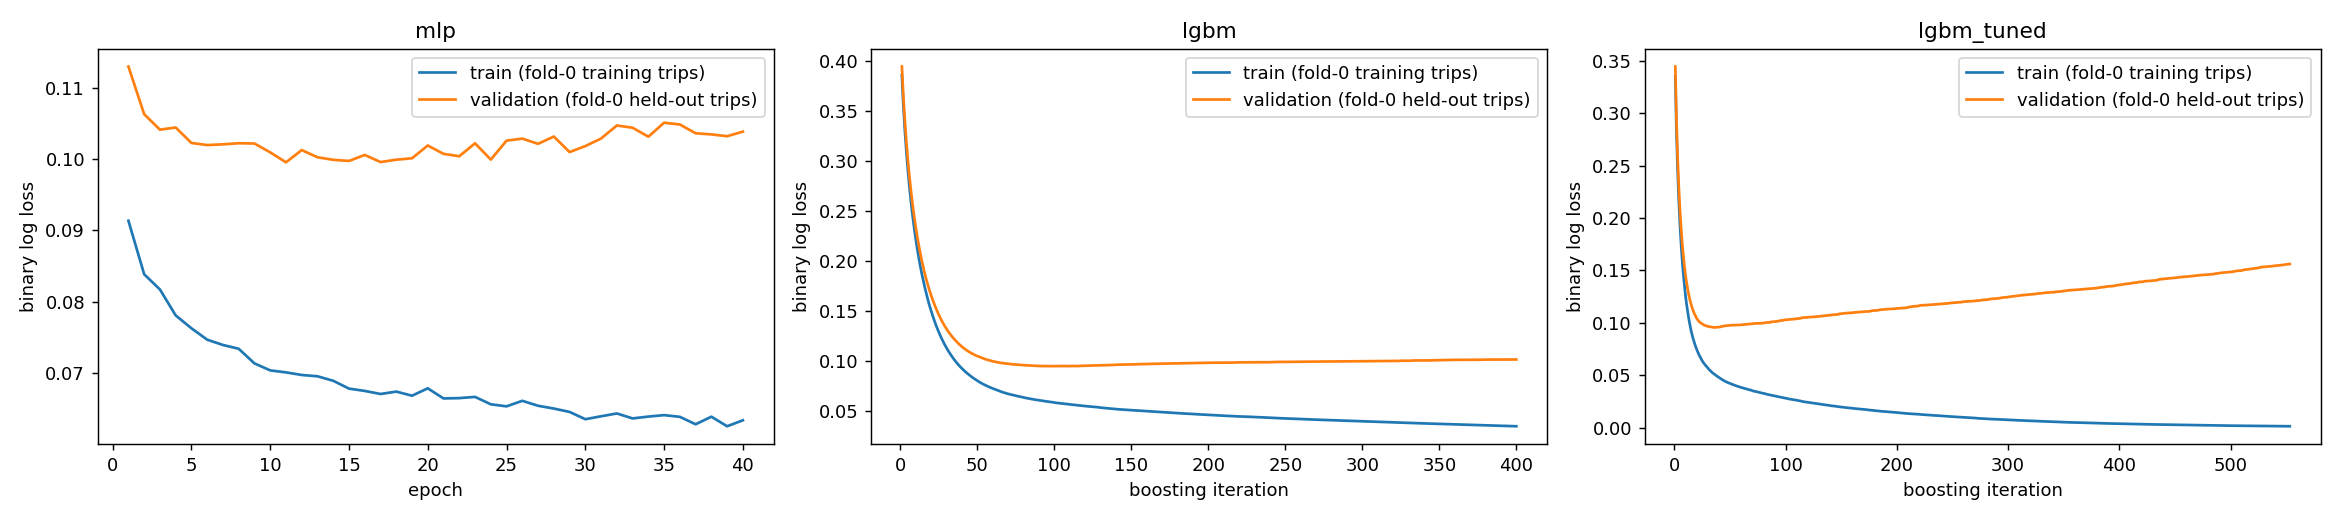 mlp
train (fold-0 training trips)
validation (fold-0 held-out trips)
0.11
0.10
0.09
0.08
0.07
binary log loss
0 5 10 15 20 25 30 35 40
epoch
lgbm
train (fold-0 training trips)
validation (fold-0 held-out trips)
0.40
0.35
0.30
0.25
0.20
0.15
0.10
0.05
binary log loss
0 50 100 150 200 250 300 350 400
boosting iteration
lgbm_tuned
train (fold-0 training trips)
validation (fold-0 held-out trips)
0.35
0.30
0.25
0.20
0.15
0.10
0.05
0.00
binary log loss
0 100 200 300 400 500
boosting iteration